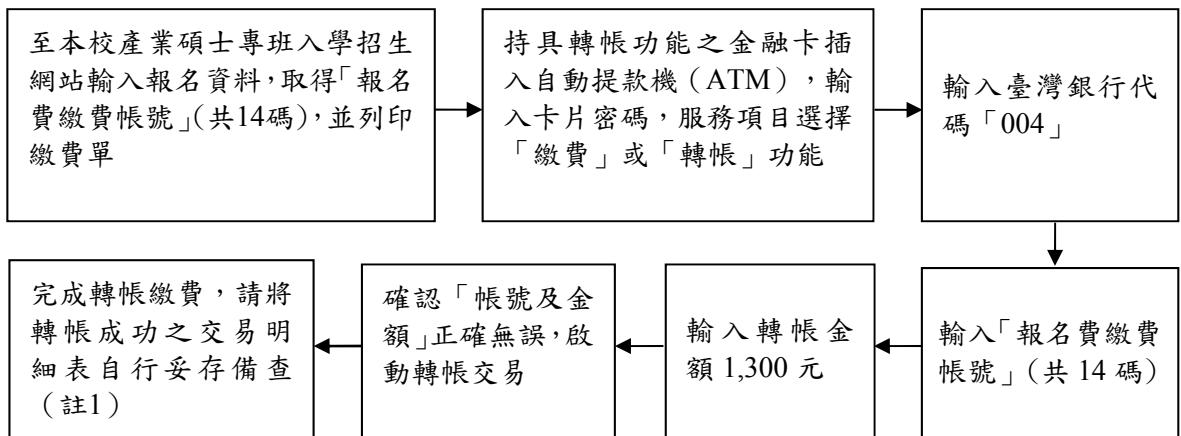 至本校產業碩士專班入學招生
網站輸入報名資料,取得「報名
費繳費帳號」(共14碼),並列印
繳費單
持具轉帳功能之金融卡插
入自動提款機(ATM),輸
入卡片密碼,服務項目選擇
「繳費」或「轉帳」功能
輸入臺灣銀行代
碼「004」
輸入「報名費繳費
帳號」(共 14 碼)
輸入轉帳金
額 1,300 元
確認「帳號及金
額」正確無誤,啟
動轉帳交易
完成轉帳繳費,請將
轉帳成功之交易明
細表自行妥存備查
(註1)